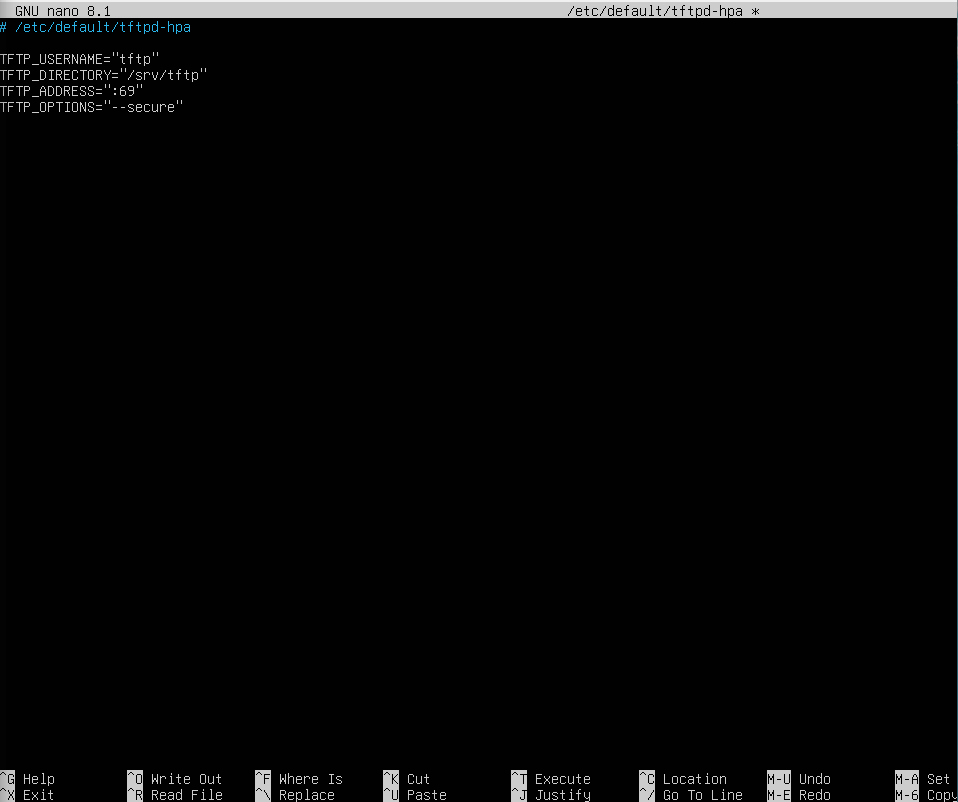 GNU nano 8.1 /etc/default/tftpd-hpa *
# /etc/default/tftpd-hpa
TFTP_USERNAME="tftp"
TFTP_DIRECTORY="/srv/tftp"
TFTP_ADDRESS=":69"
TFTP_OPTIONS="--secure"
^G Help ^O Write Out ^F Where Is ^K Cut ^T Execute ^C Location M-U Undo M-A Set
^X Exit ^R Read File ^\ Replace ^U Paste ^J Justify ^/ Go To Line M-E Redo M-6 Copy